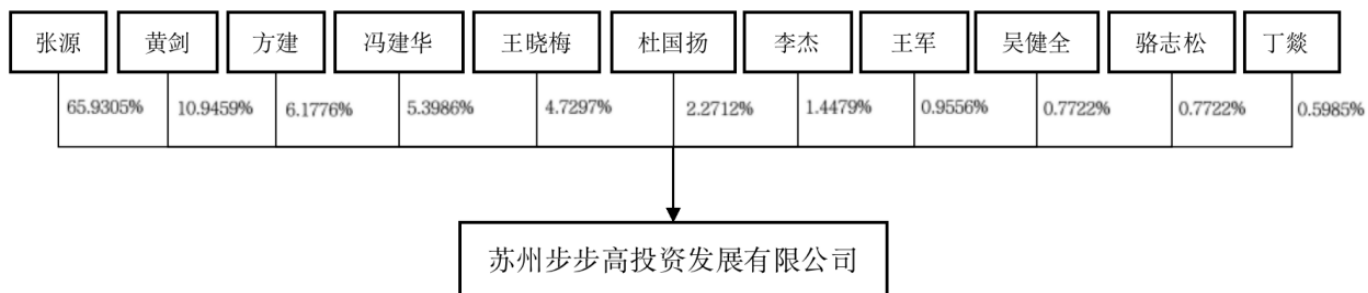 张源 黄剑 方建 冯建华 王晓梅 杜国扬 李杰 王军 吴健全 骆志松 丁燚
65.9305% 10.9459% 6.1776% 5.3986% 4.7297% 2.2712% 1.4479% 0.9556% 0.7722% 0.7722% 0.5985%
苏州步步高投资发展有限公司